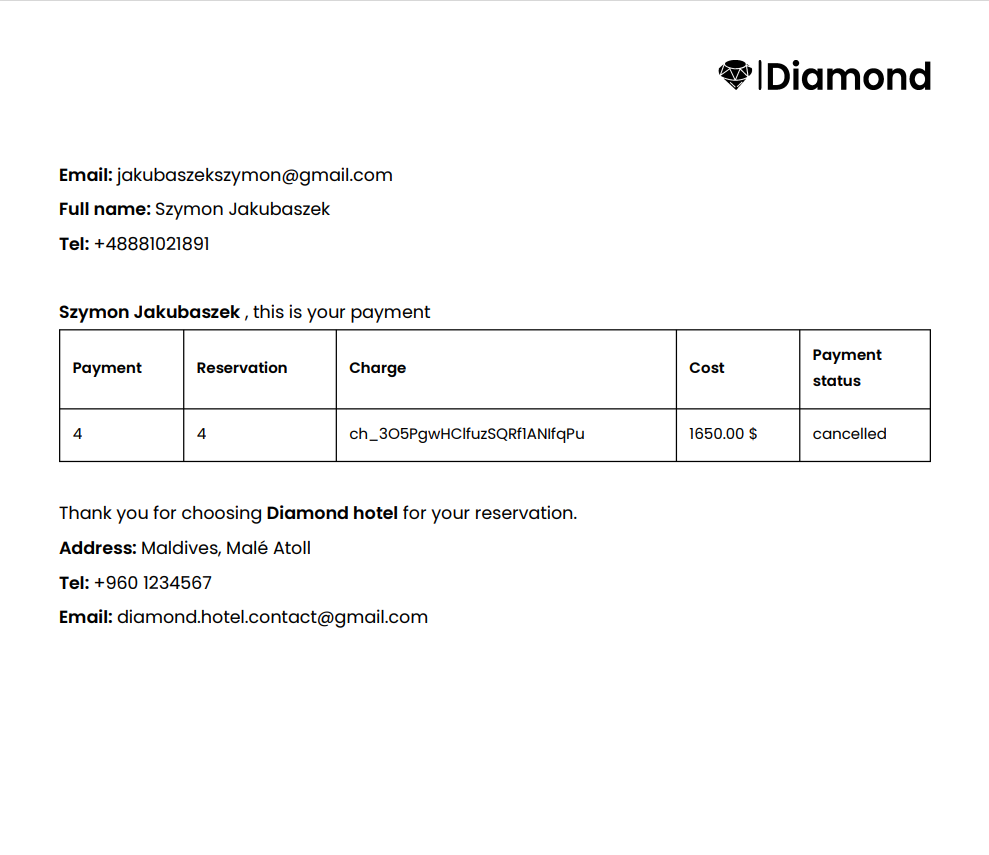 Diamond
Email: jakubaszekszymon@gmail.com
Full name: Szymon Jakubaszek
Tel: +48881021891
Szymon Jakubaszek , this is your payment
Payment Reservation Charge Cost Payment status
4 4 ch_3O5PgwHClfuzSQRf1ANIfqPu 1650.00 $ cancelled
Thank you for choosing Diamond hotel for your reservation.
Address: Maldives, Malé Atoll
Tel: +960 1234567
Email: diamond.hotel.contact@gmail.com